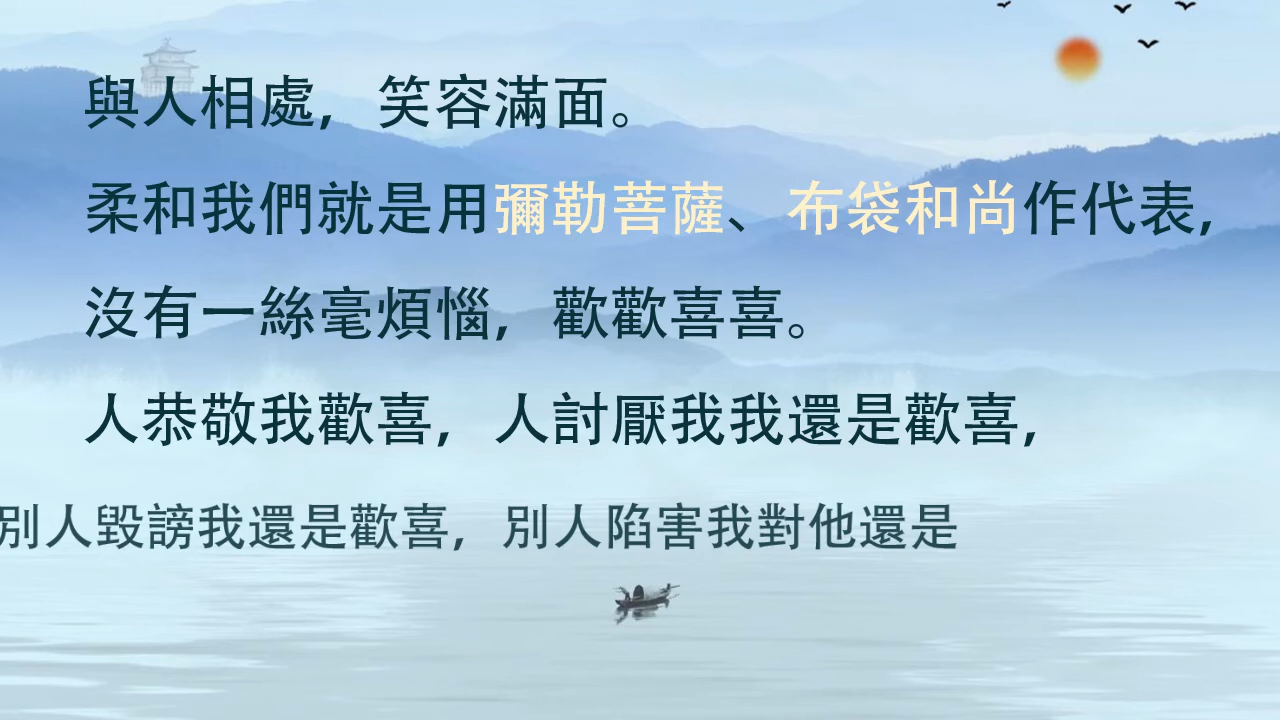 與人相處，笑容滿面。
柔和我們就是用彌勒菩薩、布袋和尚作代表，
沒有一絲毫煩惱，歡歡喜喜。
人恭敬我歡喜，人討厭我我還是歡喜，
別人毀謗我還是歡喜，別人陷害我對他還是